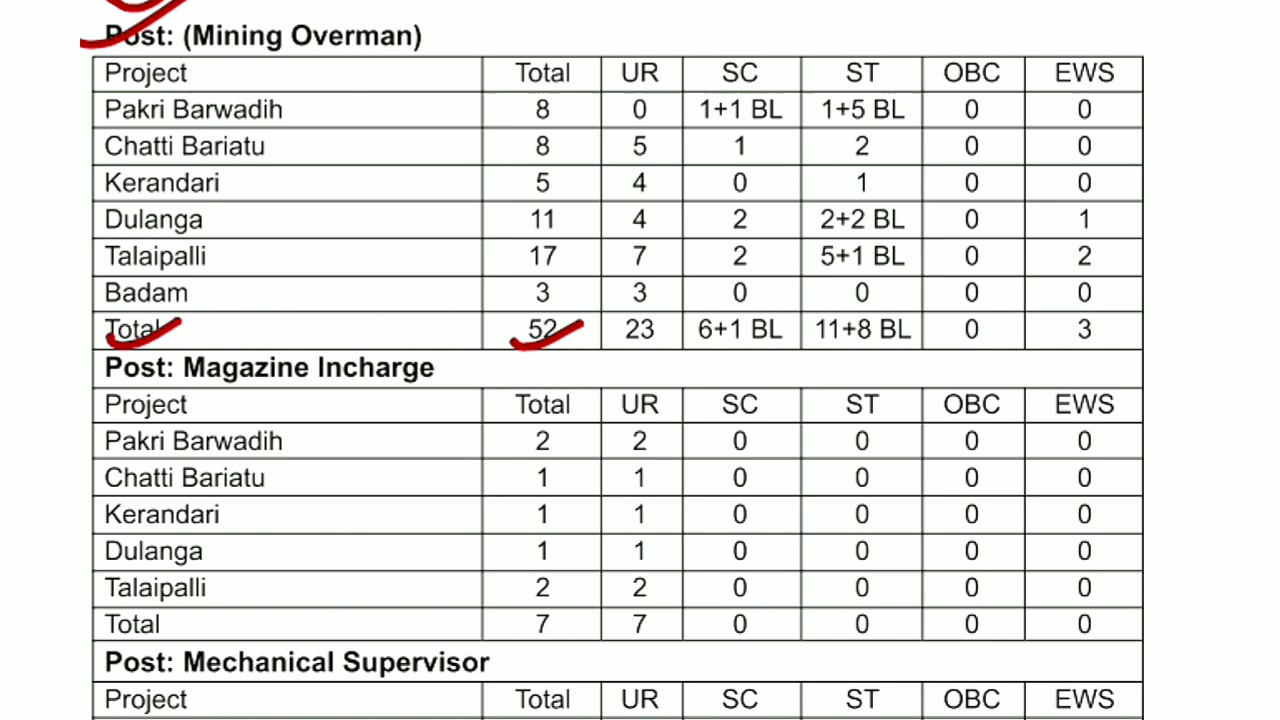 Post: (Mining Overman)
Project Total UR SC ST OBC EWS
Pakri Barwadih 8 0 1+1 BL 1+5 BL 0 0
Chatti Bariatu 8 5 1 2 0 0
Kerandari 5 4 0 1 0 0
Dulanga 11 4 2 2+2 BL 0 1
Talaipalli 17 7 2 5+1 BL 0 2
Badam 3 3 0 0 0 0
Total 52 23 6+1 BL 11+8 BL 0 3
Post: Magazine Incharge
Project Total UR SC ST OBC EWS
Pakri Barwadih 2 2 0 0 0 0
Chatti Bariatu 1 1 0 0 0 0
Kerandari 1 1 0 0 0 0
Dulanga 1 1 0 0 0 0
Talaipalli 2 2 0 0 0 0
Total 7 7 0 0 0 0
Post: Mechanical Supervisor
Project Total UR SC ST OBC EWS